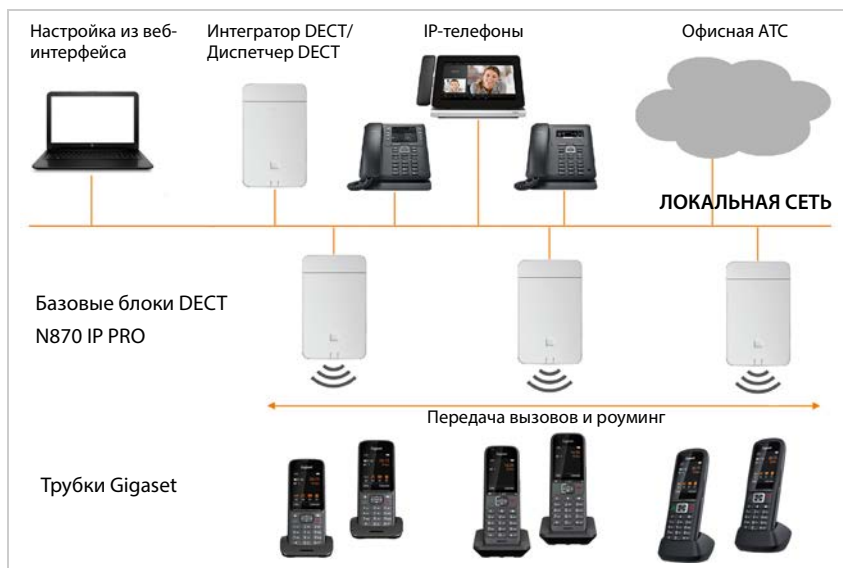 Настройка из веб-
интерфейса
Интегратор DECT/
Диспетчер DECT
IP-телефоны
Офисная АТС
ЛОКАЛЬНАЯ СЕТЬ
Базовые блоки DECT
N870 IP PRO
Передача вызовов и роуминг
Трубки Gigaset